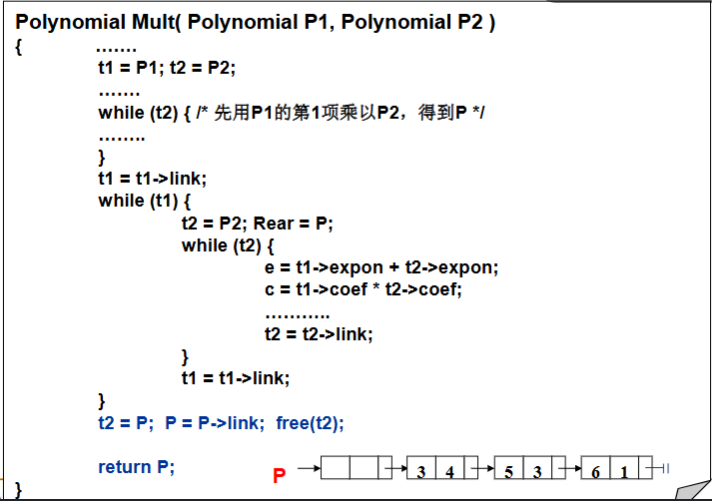 Polynomial Mult( Polynomial P1, Polynomial P2 )
{ .......
t1 = P1; t2 = P2;
.......
while (t2) { /* 先用P1的第1项乘以P2，得到P */
........
}
t1 = t1->link;
while (t1) {
t2 = P2; Rear = P;
while (t2) {
e = t1->expon + t2->expon;
c = t1->coef * t2->coef;
...........
t2 = t2->link;
}
t1 = t1->link;
}
t2 = P; P = P->link; free(t2);
return P;
P 3 4 5 3 6 1
}